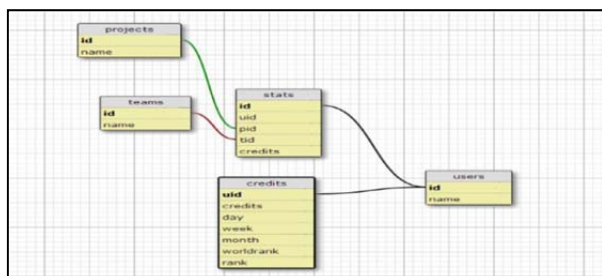 projects
id
name
teams
id
name
stats
id
uid
pid
tid
credits
credits
uid
credits
day
week
month
worldrank
rank
users
id
name